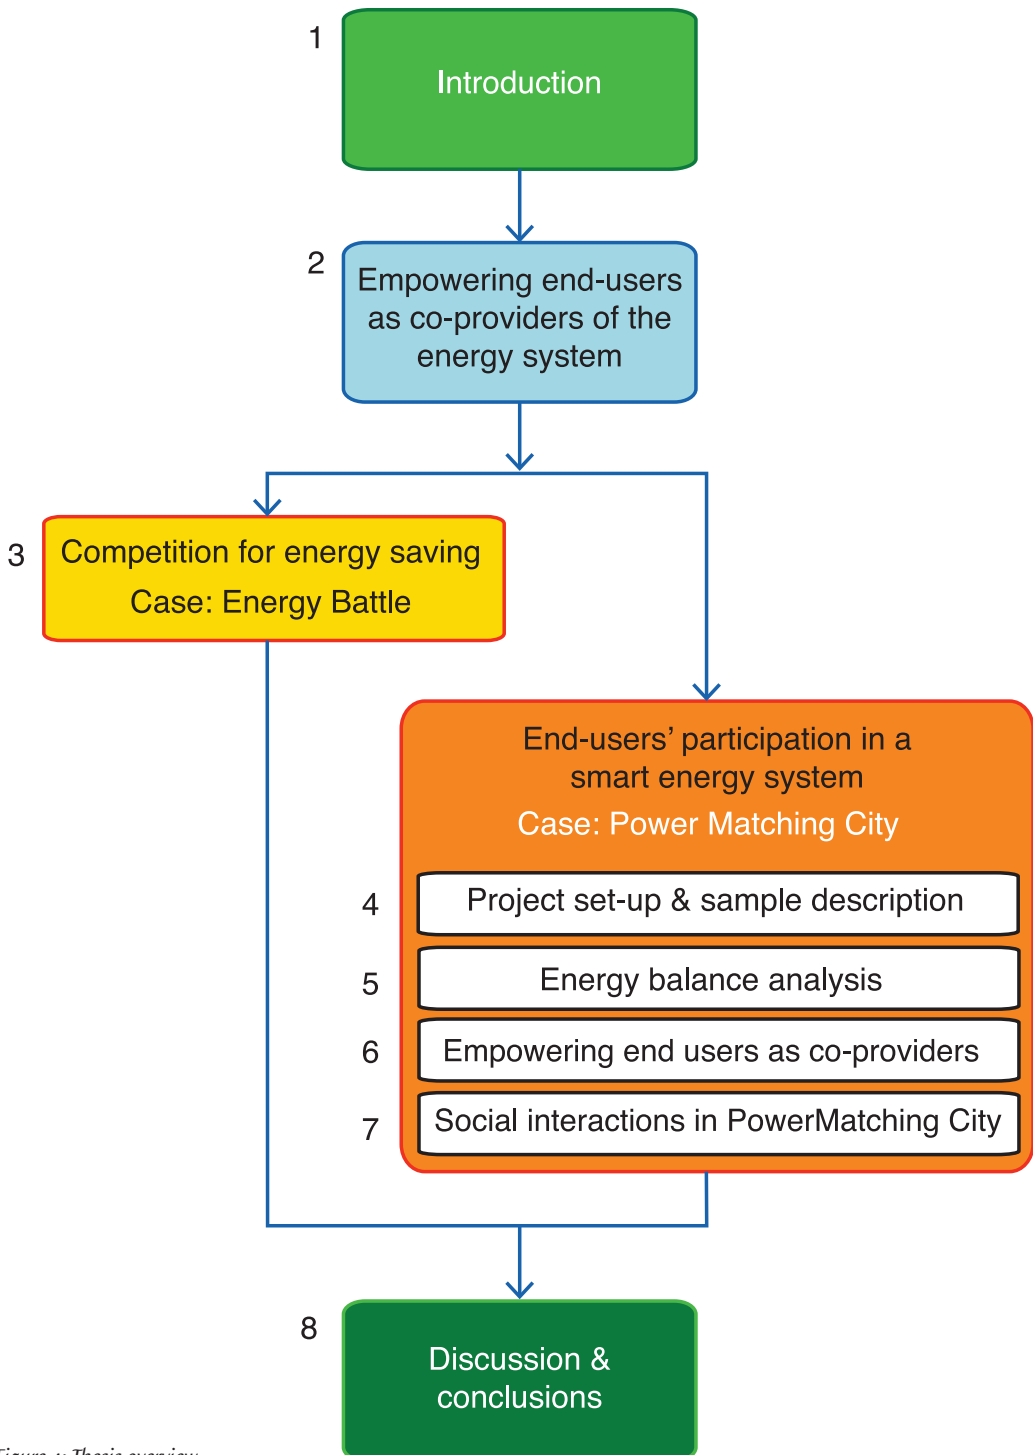 1
Introduction
2
Empowering end-users
as co-providers of the
energy system
3
Competition for energy saving
Case: Energy Battle
End-users' participation in a
smart energy system
Case: Power Matching City
4
Project set-up & sample description
5
Energy balance analysis
6
Empowering end users as co-providers
7
Social interactions in PowerMatching City
8
Discussion &
conclusions
Thesis overview